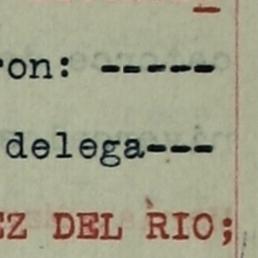 ron: -----
delega---
EZ DEL RIO;